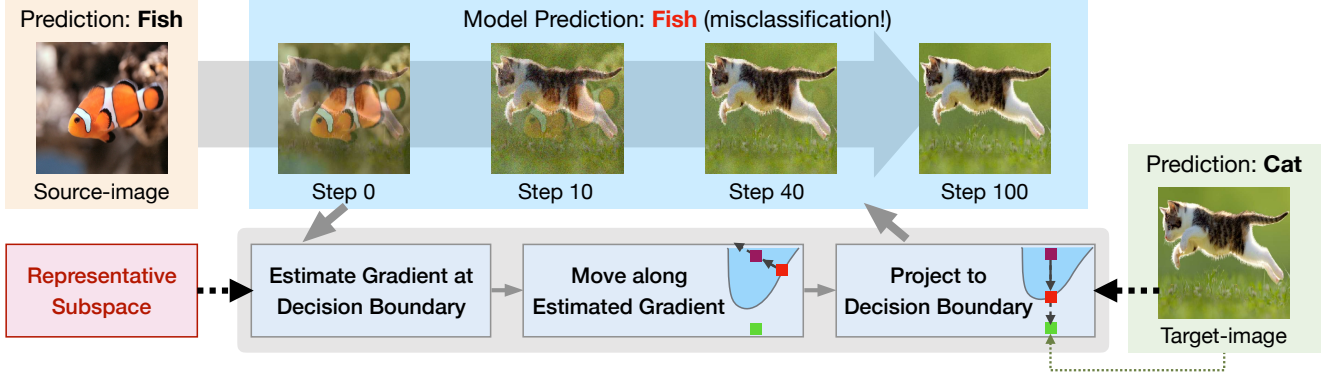 Prediction: Fish
Model Prediction: Fish (misclassification!)
Source-image
Step 0
Step 10
Step 40
Step 100
Prediction: Cat
Representative
Subspace
Estimate Gradient at
Decision Boundary
Move along
Estimated Gradient
Project to
Decision Boundary
Target-image